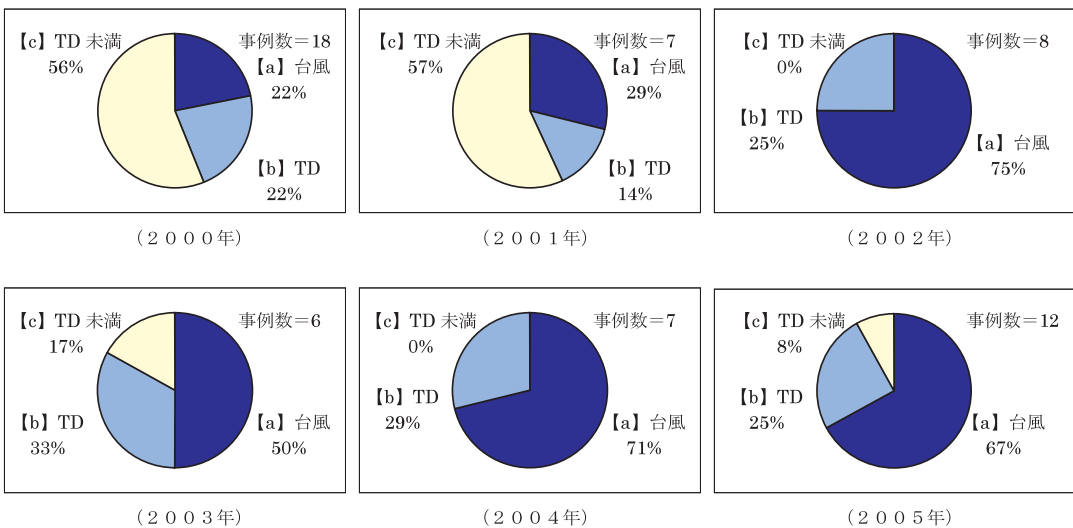 【c】TD 未満
56%
事例数=18
【a】台風
22%
【b】TD
22%
(2000年)
【c】TD 未満
57%
事例数=7
【a】台風
29%
【b】TD
14%
(2001年)
【c】TD 未満
0%
事例数=8
【b】TD
25%
【a】台風
75%
(2002年)
【c】TD 未満
17%
事例数=6
【b】TD
33%
【a】台風
50%
(2003年)
【c】TD 未満
0%
事例数=7
【b】TD
29%
【a】台風
71%
(2004年)
【c】TD 未満
8%
事例数=12
【b】TD
25%
【a】台風
67%
(2005年)